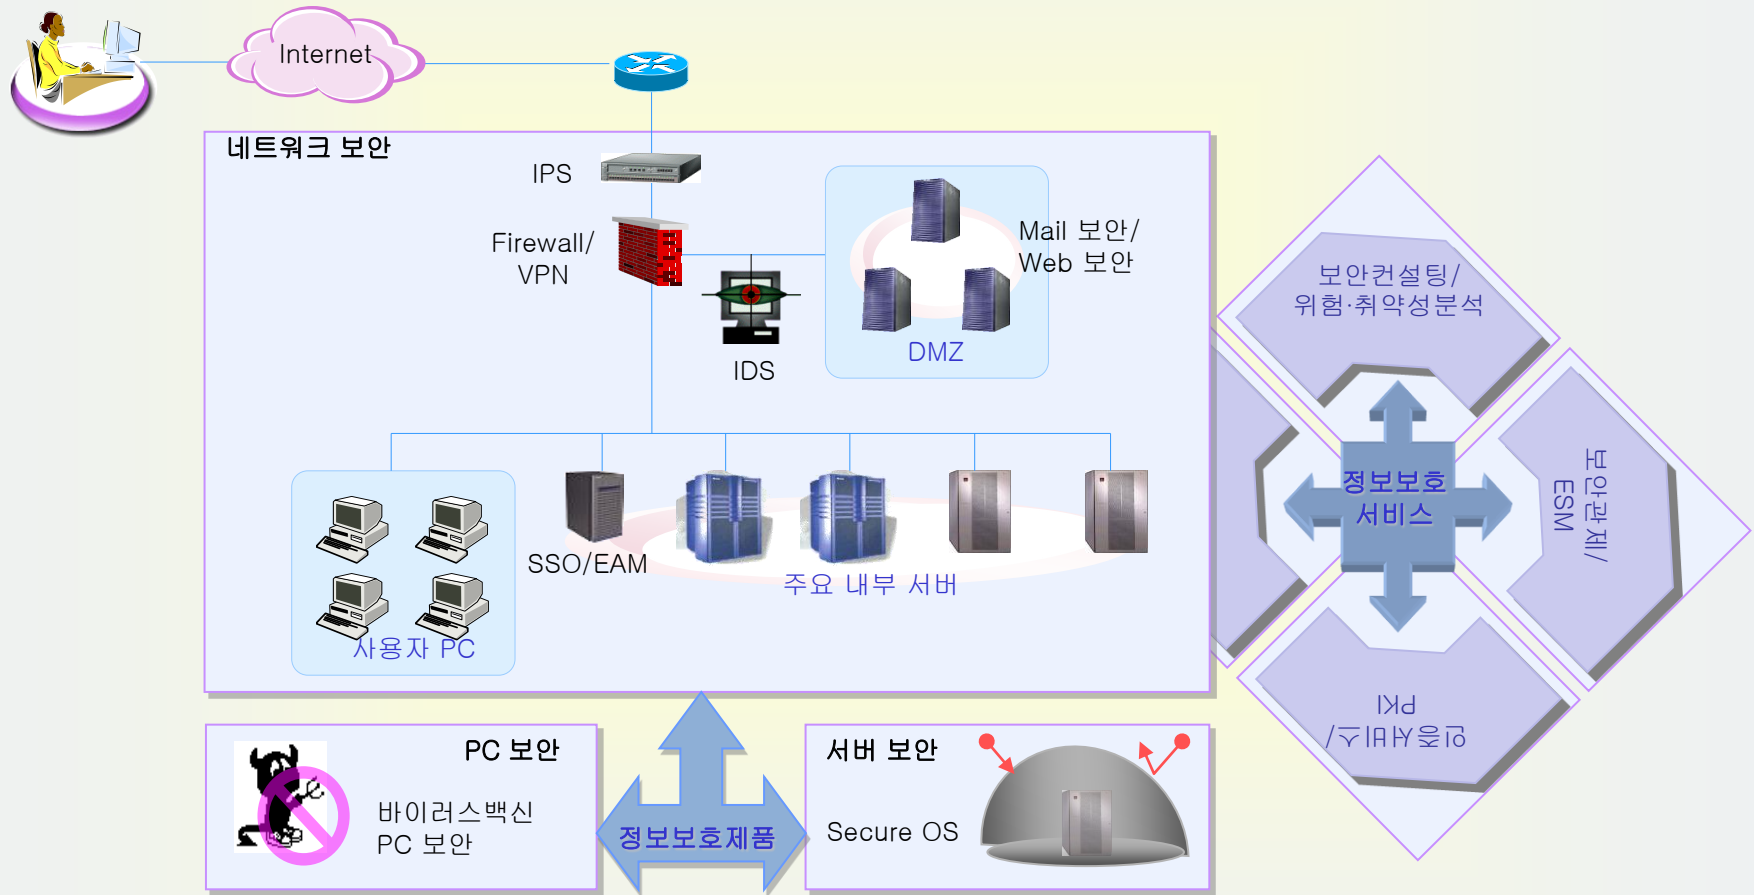 Internet
네트워크 보안
IPS
Firewall/
VPN
IDS
Mail 보안/
Web 보안
DMZ
SSO/EAM
주요 내부 서버
사용자 PC
보안컨설팅/
위험·취약성분석
보안관제/
ESM
정보보호
서비스
인증서비스/
PKI
PC 보안
바이러스백신
PC 보안
정보보호제품
서버 보안
Secure OS